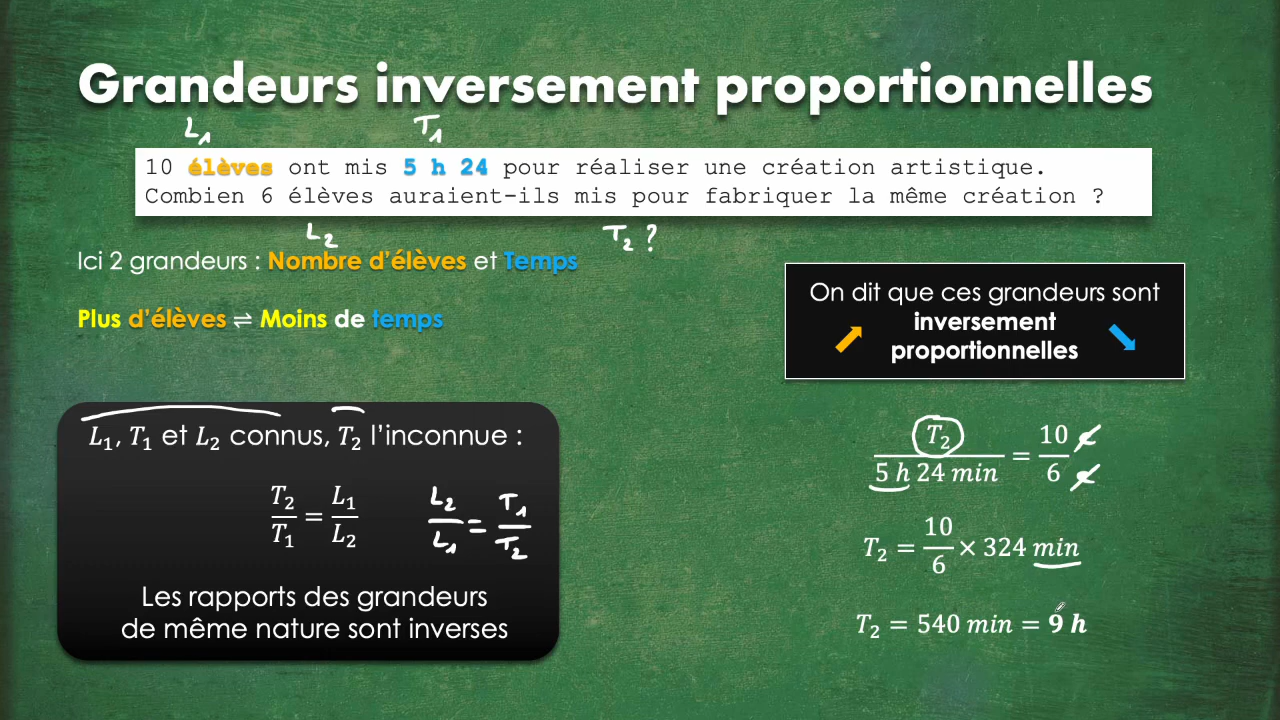 Grandeurs inversement proportionnelles
L₁ T₁
10 élèves ont mis 5 h 24 pour réaliser une création artistique.
Combien 6 élèves auraient-ils mis pour fabriquer la même création ?
L₂ T₂ ?
Ici 2 grandeurs : Nombre d'élèves et Temps
Plus d'élèves ⇌ Moins de temps
On dit que ces grandeurs sont
inversement
proportionnelles
L₁, T₁ et L₂ connus, T₂ l'inconnue :
T₂/T₁ = L₁/L₂
L₂/L₁ = T₁/T₂
Les rapports des grandeurs
de même nature sont inverses
T₂/5 h 24 min = 10 e/6 e
T₂ = 10/6 × 324 min
T₂ = 540 min = 9 h